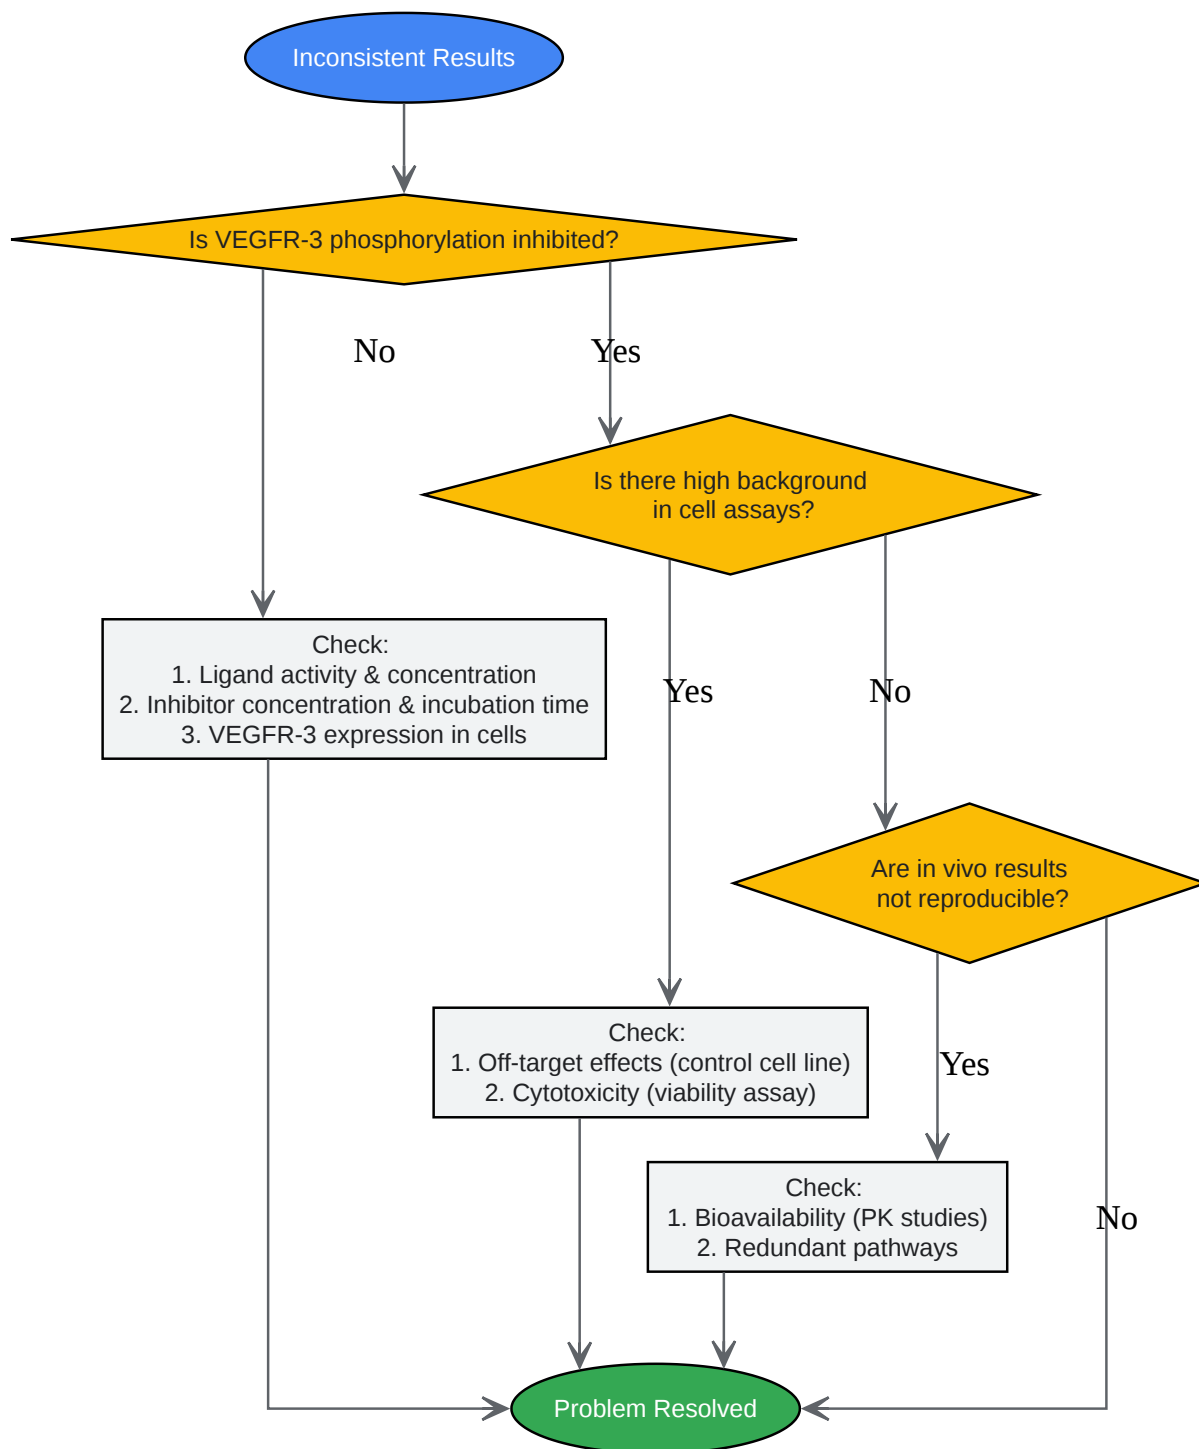 Inconsistent Results
Is VEGFR-3 phosphorylation inhibited?
No
Yes
Is there high background
in cell assays?
Check:
1. Ligand activity & concentration
2. Inhibitor concentration & incubation time
3. VEGFR-3 expression in cells
Yes
No
Are in vivo results
not reproducible?
Check:
1. Off-target effects (control cell line)
2. Cytotoxicity (viability assay)
Yes
Check:
1. Bioavailability (PK studies)
2. Redundant pathways
No
Problem Resolved